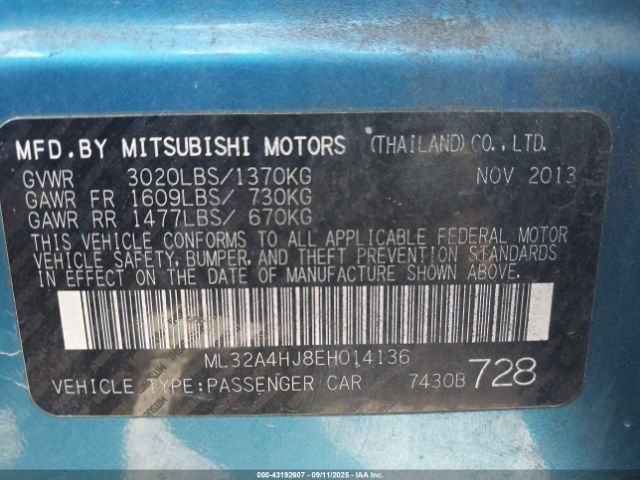 MFD.BY MITSUBISHI MOTORS (THAILAND)CO.,LTD.
GVWR 3020LBS/1370KG NOV 2013
GAWR FR 1609LBS/ 730KG
GAWR RR 1477LBS/ 670KG
THIS VEHICLE CONFORMS TO ALL APPLICABLE FEDERAL MOTOR
VEHICLE SAFETY, BUMPER, AND THEFT PREVENTION STANDARDS
IN EFFECT ON THE DATE OF MANUFACTURE SHOWN ABOVE.
ML32A4HJ8EH014136
VEHICLE TYPE:PASSENGER CAR 7430B 728
000-43192607 - 09/11/2025 - IAA Inc.